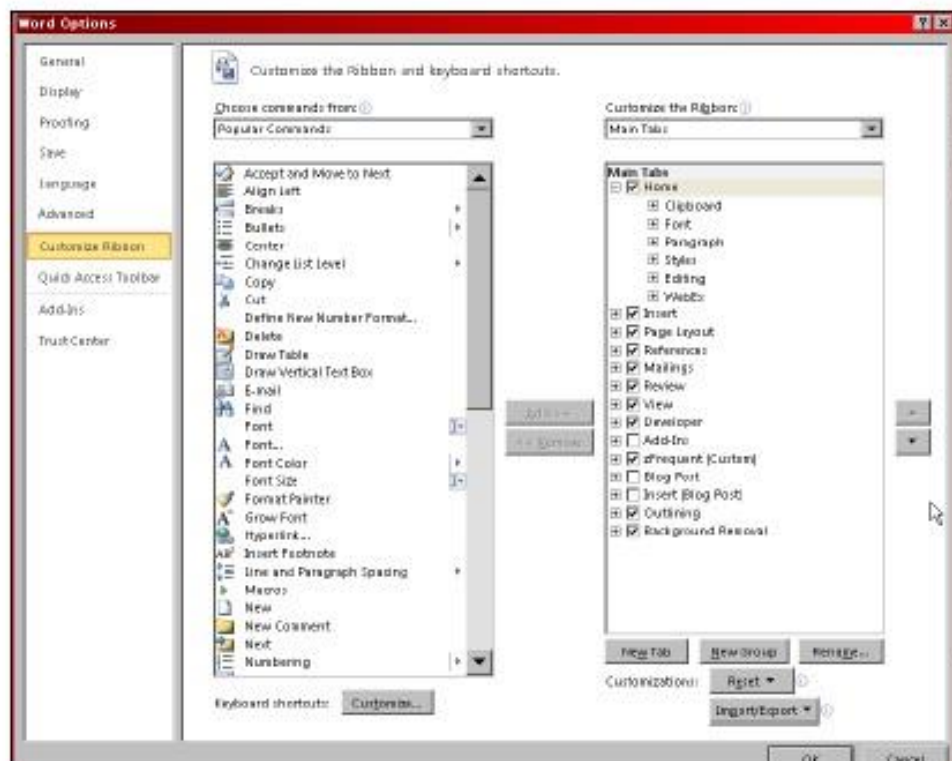 Word Options
General
Display
Proofing
Save
Language
Advanced
Customize Ribbon
Quick Access Toolbar
Add-Ins
Trust Center
Customize the Ribbon and keyboard shortcuts.
Choose commands from:
Popular Commands
Accept and Move to Next
Align Left
Breaks
Bullets
Center
Change List Level
Copy
Cut
Define New Number Format...
Delete
Draw Table
Draw Vertical Text Box
E-mail
Find
Font
Font...
Font Color
Font Size
Format Painter
Grow Font
Hyperlink...
Insert Footnote
Line and Paragraph Spacing
Macros
New
New Comment
Next
Numbering
Keyboard shortcuts: Customize...
Add >>
<< Remove
Customize the Ribbon:
Main Tabs
Main Tabs
Home
Clipboard
Font
Paragraph
Styles
Editing
WebEx
Insert
Page Layout
References
Mailings
Review
View
Developer
Add-Ins
zFrequent (Custom)
Blog Post
Insert (Blog Post)
Outlining
Background Removal
New Tab New Group Rename...
Customizations: Reset
Import/Export
OK Cancel